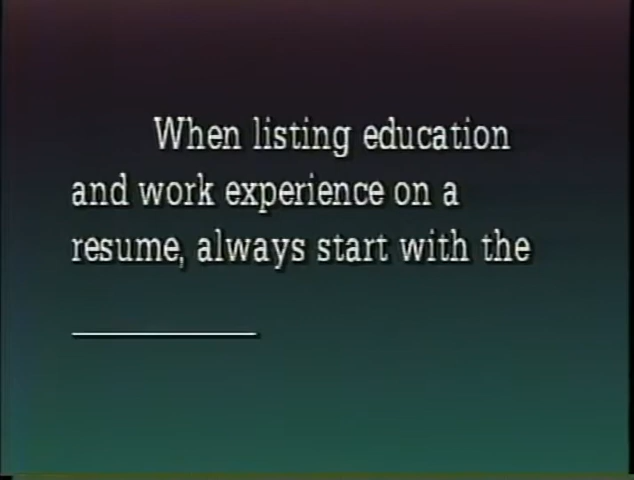 When listing education
and work experience on a
resume, always start with the